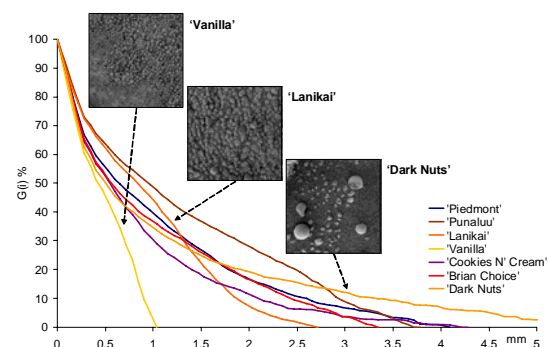 'Vanilla'
'Lanikai'
'Dark Nuts'
G(i) %
100
90
80
70
60
50
40
30
20
10
0
0
0.5
1
1.5
2
2.5
3
3.5
4
4.5
5
mm
'Piedmont'
'Punaluu'
'Lanikai'
'Vanilla'
'Cookies N' Cream'
'Brian Choice'
'Dark Nuts'